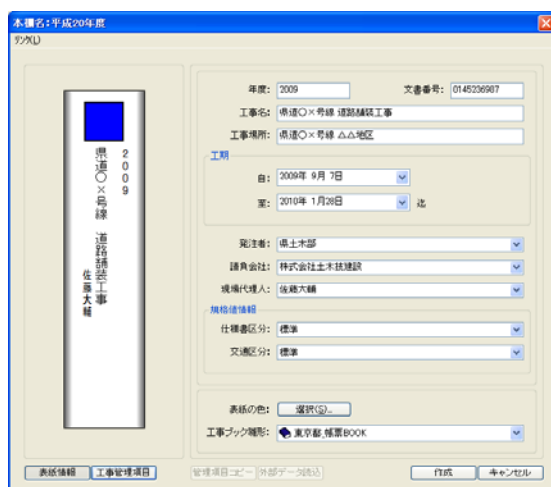 本棚名:平成20年度
リンク(L)
2009
県道〇×号線 道路舗装工事
佐藤大輔
年度: 2009 文書番号: 0145236987
工事名: 県道〇×号線 道路舗装工事
工事場所: 県道〇×号線 △△地区
工期
自: 2009年 9月 7日
至: 2010年 1月28日 迄
発注者: 県土木部
請負会社: 株式会社土木技建設
現場代理人: 佐藤大輔
規格値情報
仕様書区分: 標準
交通区分: 標準
表紙の色: 選択(S)...
工事ブック雛形: 東京都_帳票BOOK
表紙情報 工事管理項目 管理項目コピー 外部データ読込 作成 キャンセル